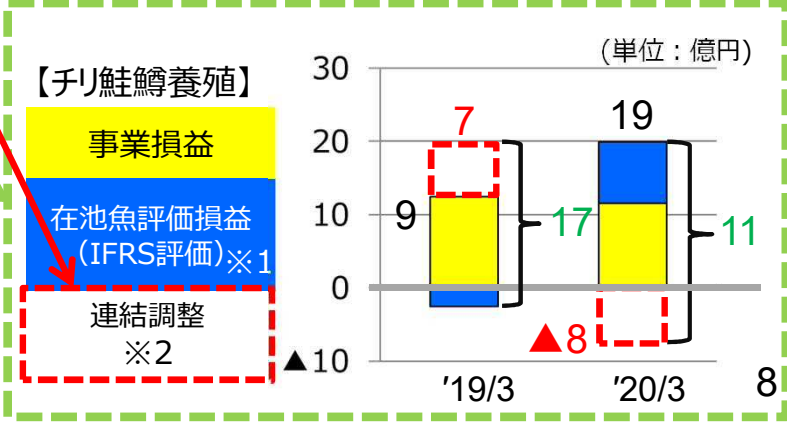 (単位：億円)
【チリ鮭鱒養殖】
事業損益
在池魚評価損益
（IFRS評価）※1
連結調整
※2
30
20
10
0
▲10
7
9
17
19
11
▲8
'19/3
'20/3
8